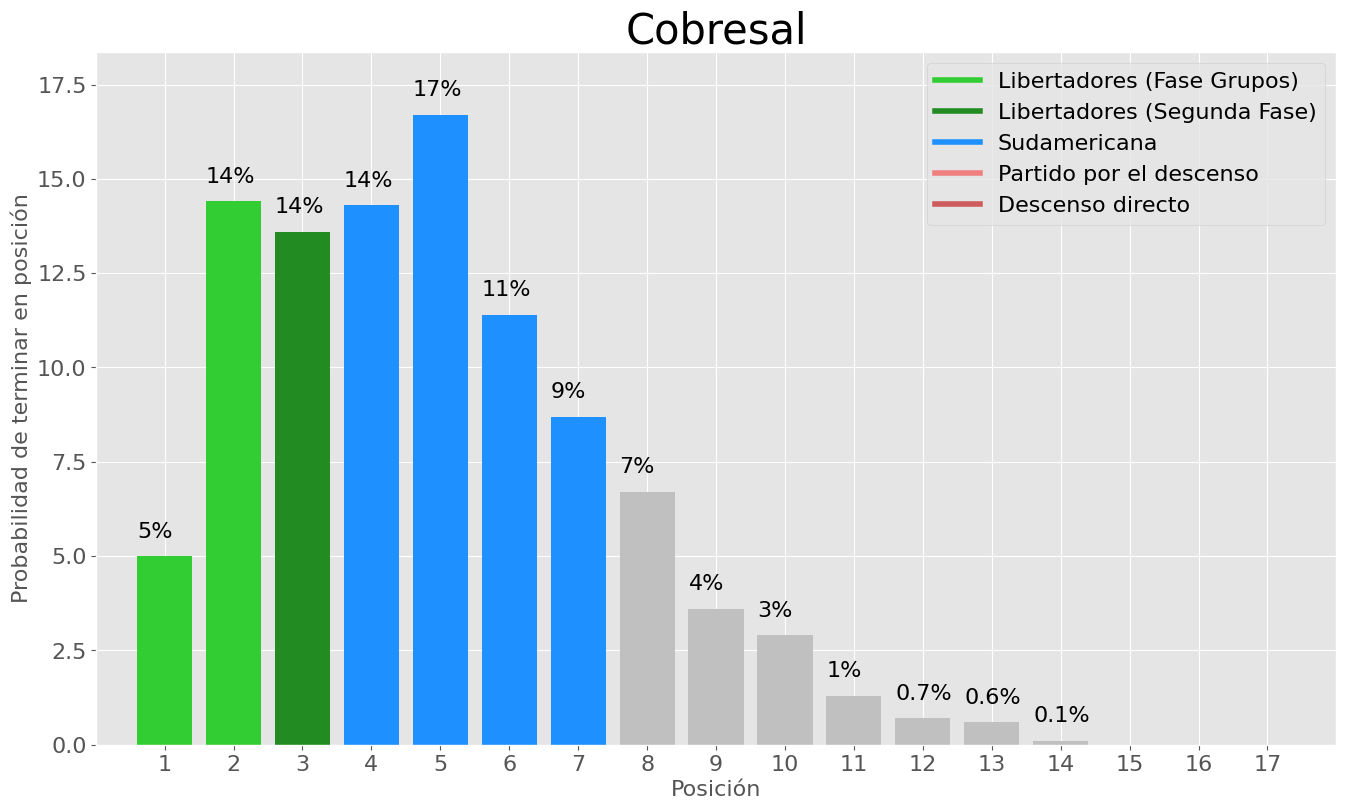 Cobresal
17.5
15.0
12.5
10.0
7.5
5.0
2.5
0.0
Probabilidad de terminar en posición
5%
14%
14%
14%
17%
11%
9%
7%
4%
3%
1%
0.7%
0.6%
0.1%
Libertadores (Fase Grupos)
Libertadores (Segunda Fase)
Sudamericana
Partido por el descenso
Descenso directo
1 2 3 4 5 6 7 8 9 10 11 12 13 14 15 16 17
Posición